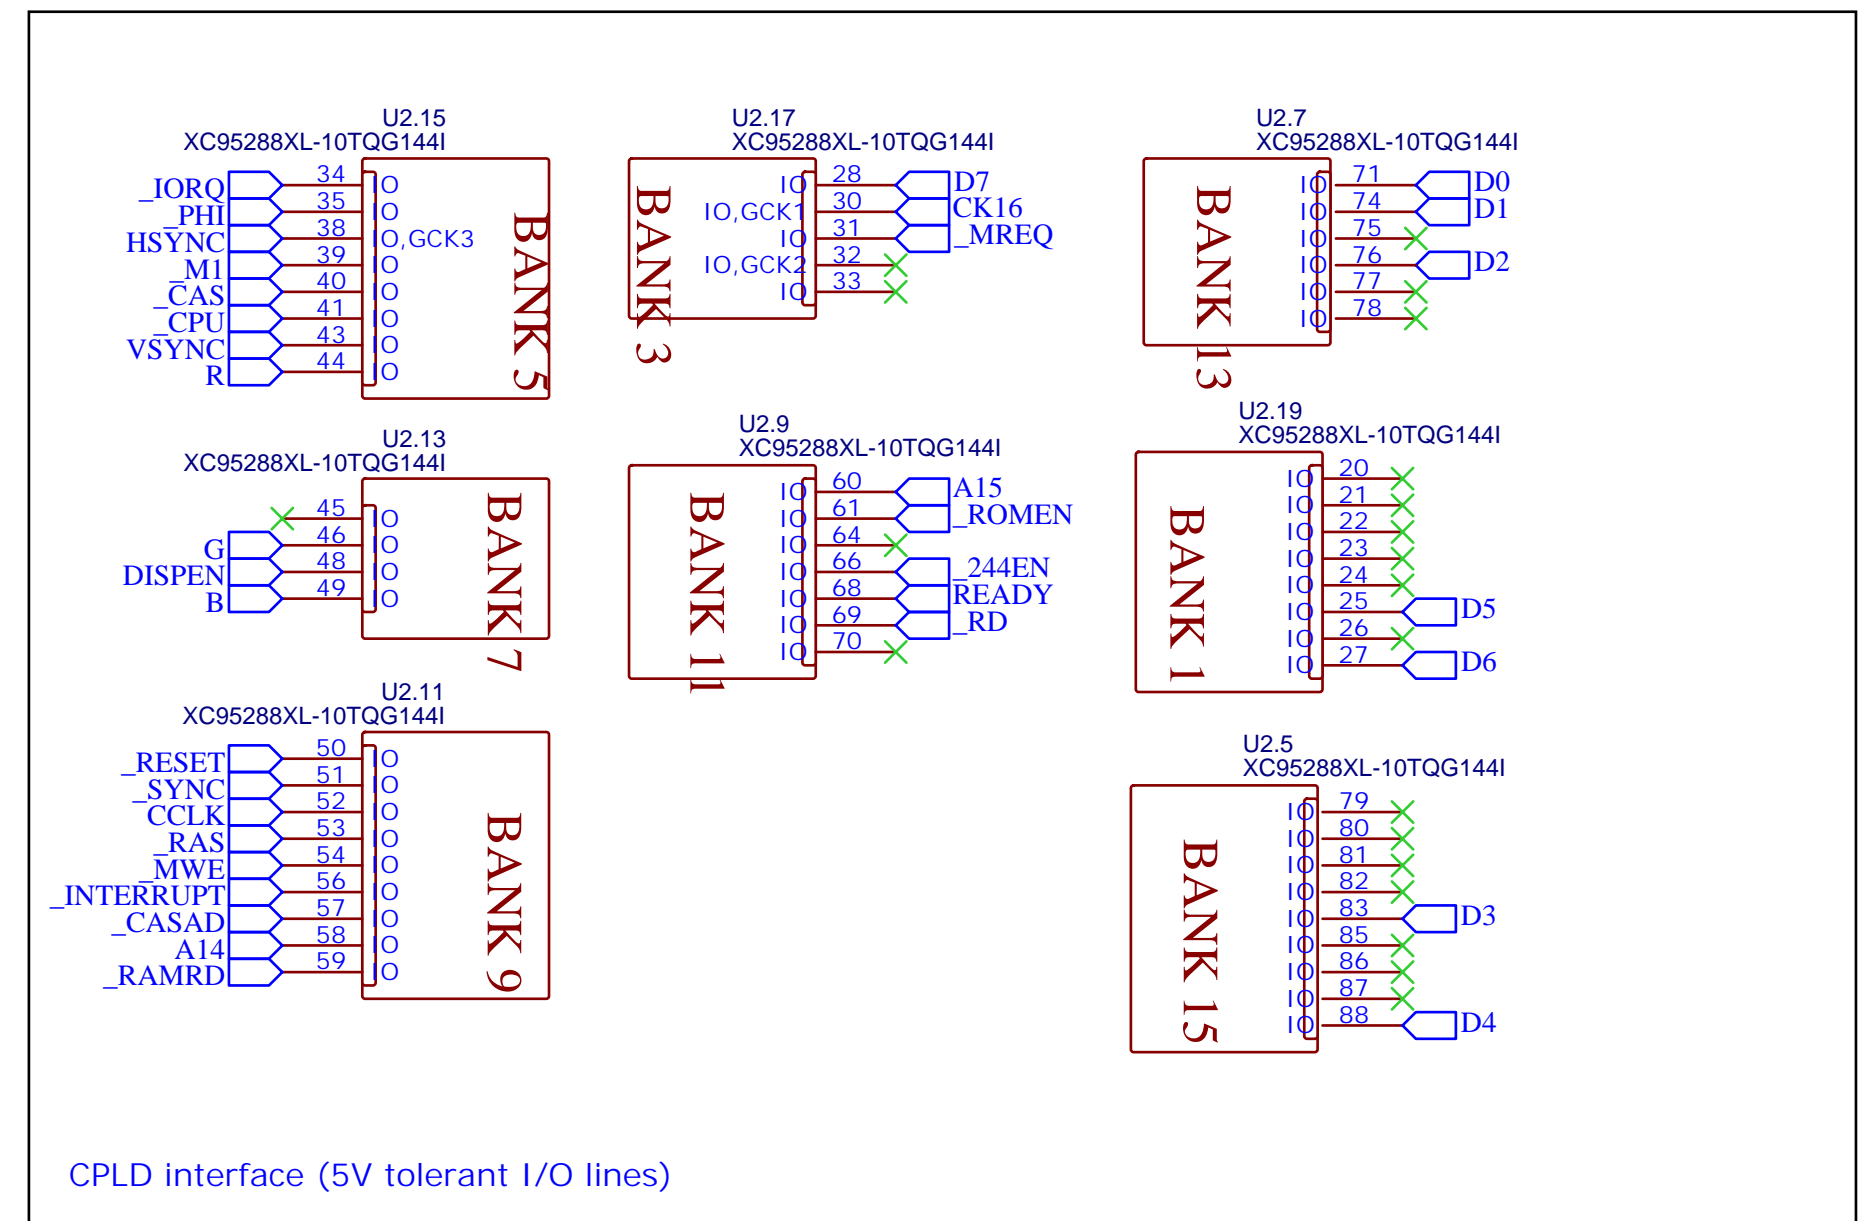 U2.15
XC95288XL-10TQG144I
_IORQ 34 IO
_PHI 35 IO
HSYNC 38 IO,GCK3
_M1 39 IO
_CAS 40 IO
_CPU 41 IO
VSYNC 43 IO
R 44 IO
BANK 5
U2.13
XC95288XL-10TQG144I
45 IO
G 46 IO
DISPEN 48 IO
B 49 IO
BANK 7
U2.11
XC95288XL-10TQG144I
_RESET 50 IO
_SYNC 51 IO
CCLK 52 IO
_RAS 53 IO
_MWE 54 IO
_INTERRUPT 56 IO
_CASAD 57 IO
A14 58 IO
_RAMRD 59 IO
BANK 9
U2.17
XC95288XL-10TQG144I
BANK 3
IO 28 D7
IO,GCK1 30 CK16
IO 31 _MREQ
IO,GCK2 32
IO 33
U2.9
XC95288XL-10TQG144I
BANK 11
IO 60 A15
IO 61 _ROMEN
IO 64
IO 66 _244EN
IO 68 READY
IO 69 _RD
IO 70
U2.7
XC95288XL-10TQG144I
BANK 13
IO 71 D0
IO 74 D1
IO 75
IO 76 D2
IO 77
IO 78
U2.19
XC95288XL-10TQG144I
BANK 1
IO 20
IO 21
IO 22
IO 23
IO 24
IO 25 D5
IO 26
IO 27 D6
U2.5
XC95288XL-10TQG144I
BANK 15
IO 79
IO 80
IO 81
IO 82
IO 83 D3
IO 85
IO 86
IO 87
IO 88 D4
CPLD interface (5V tolerant I/O lines)